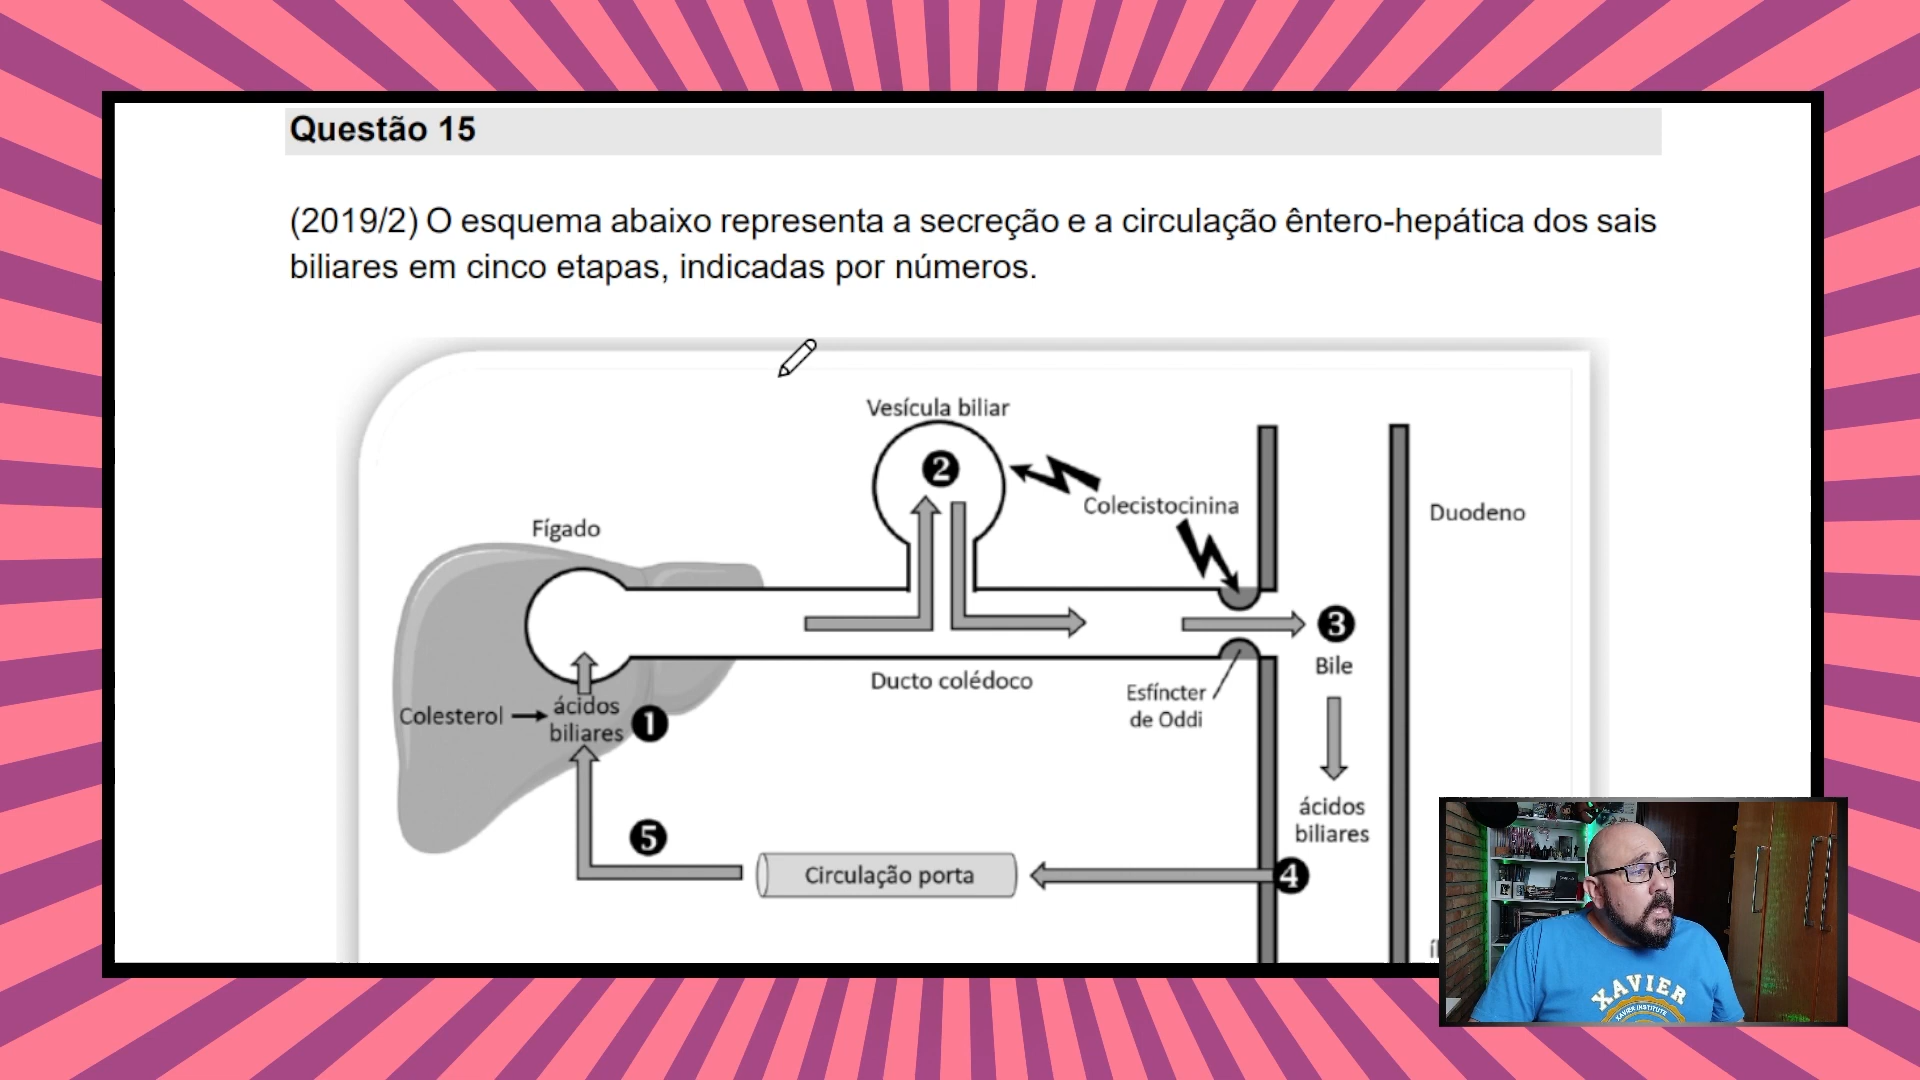 Questão 15
(2019/2) O esquema abaixo representa a secreção e a circulação êntero-hepática dos sais
biliares em cinco etapas, indicadas por números.
Vesícula biliar
2
Colecistocinina
Duodeno
Fígado
3
Bile
Ducto colédoco
Esfíncter
de Oddi
Colesterol
ácidos
biliares
1
ácidos
biliares
5
Circulação porta
4
XAVIER
XAVIER INSTITUTE